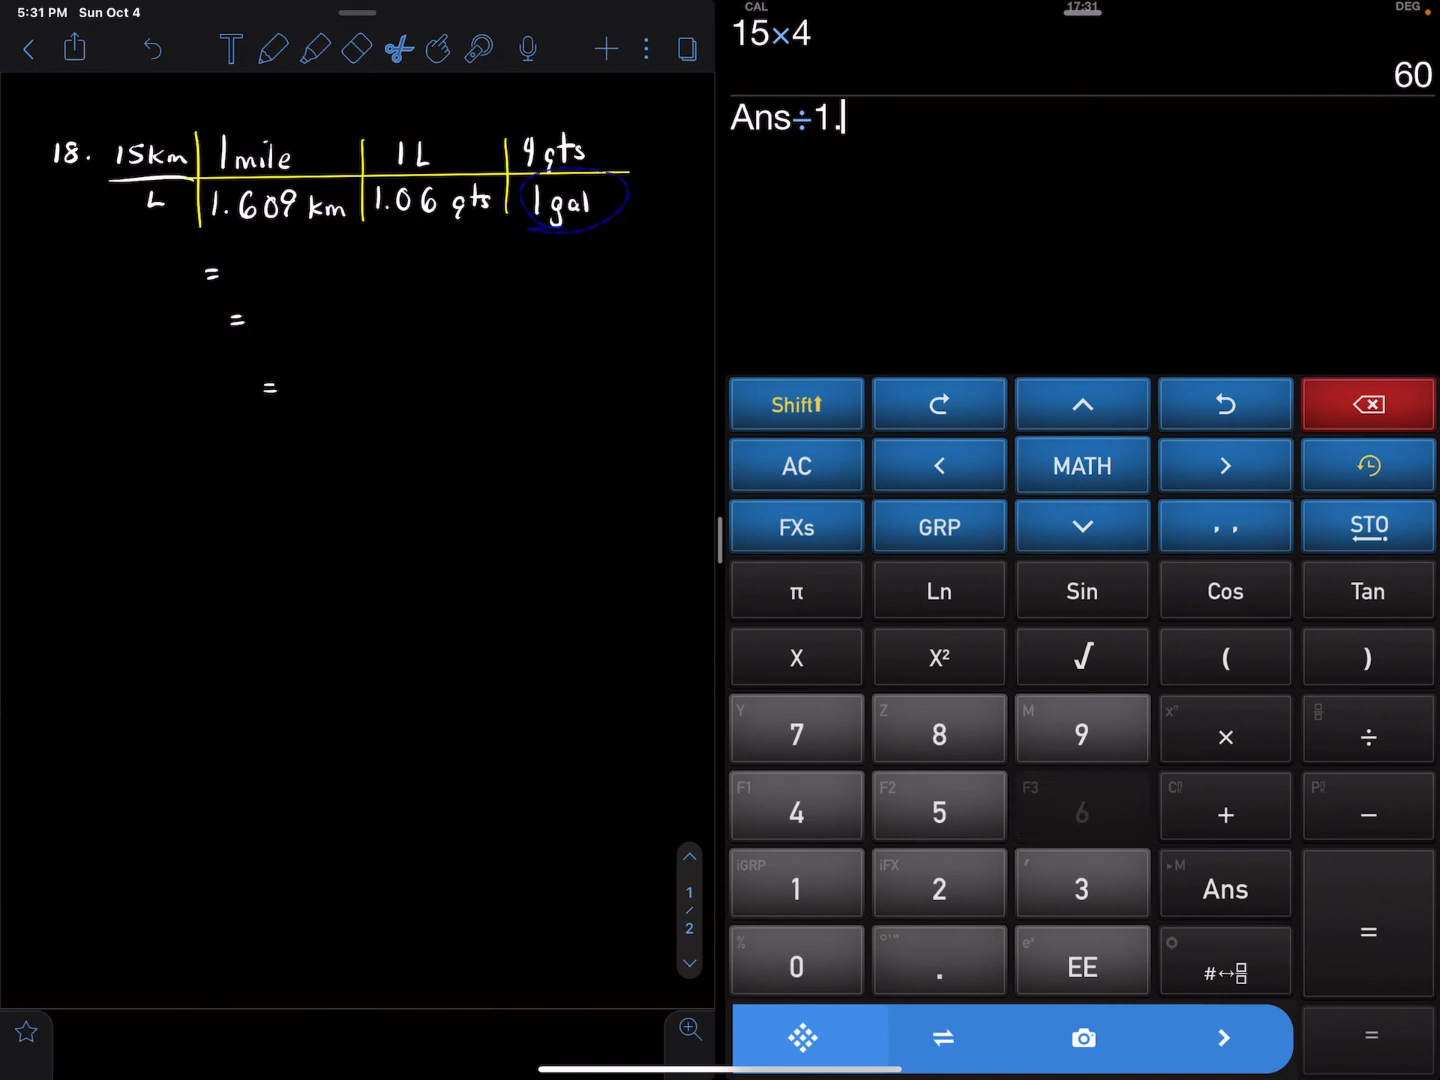 5:31 PM Sun Oct 4
T
18. 15km 1 mile 1 L 4 qts
L 1.609 km 1.06 qts 1 gal
=
=
=
1
/
2
CAL 17:31 DEG
15×4
60
Ans÷1.
Shift
AC < MATH >
FXs GRP , , STO
π Ln Sin Cos Tan
X X² √ ( )
Y 7 Z 8 M 9 xⁿ × ÷
F1 4 F2 5 F3 6 + −
iGRP 1 iFX 2 ′ 3 ▸M Ans =
% 0 °'" . eˣ EE #↔
=